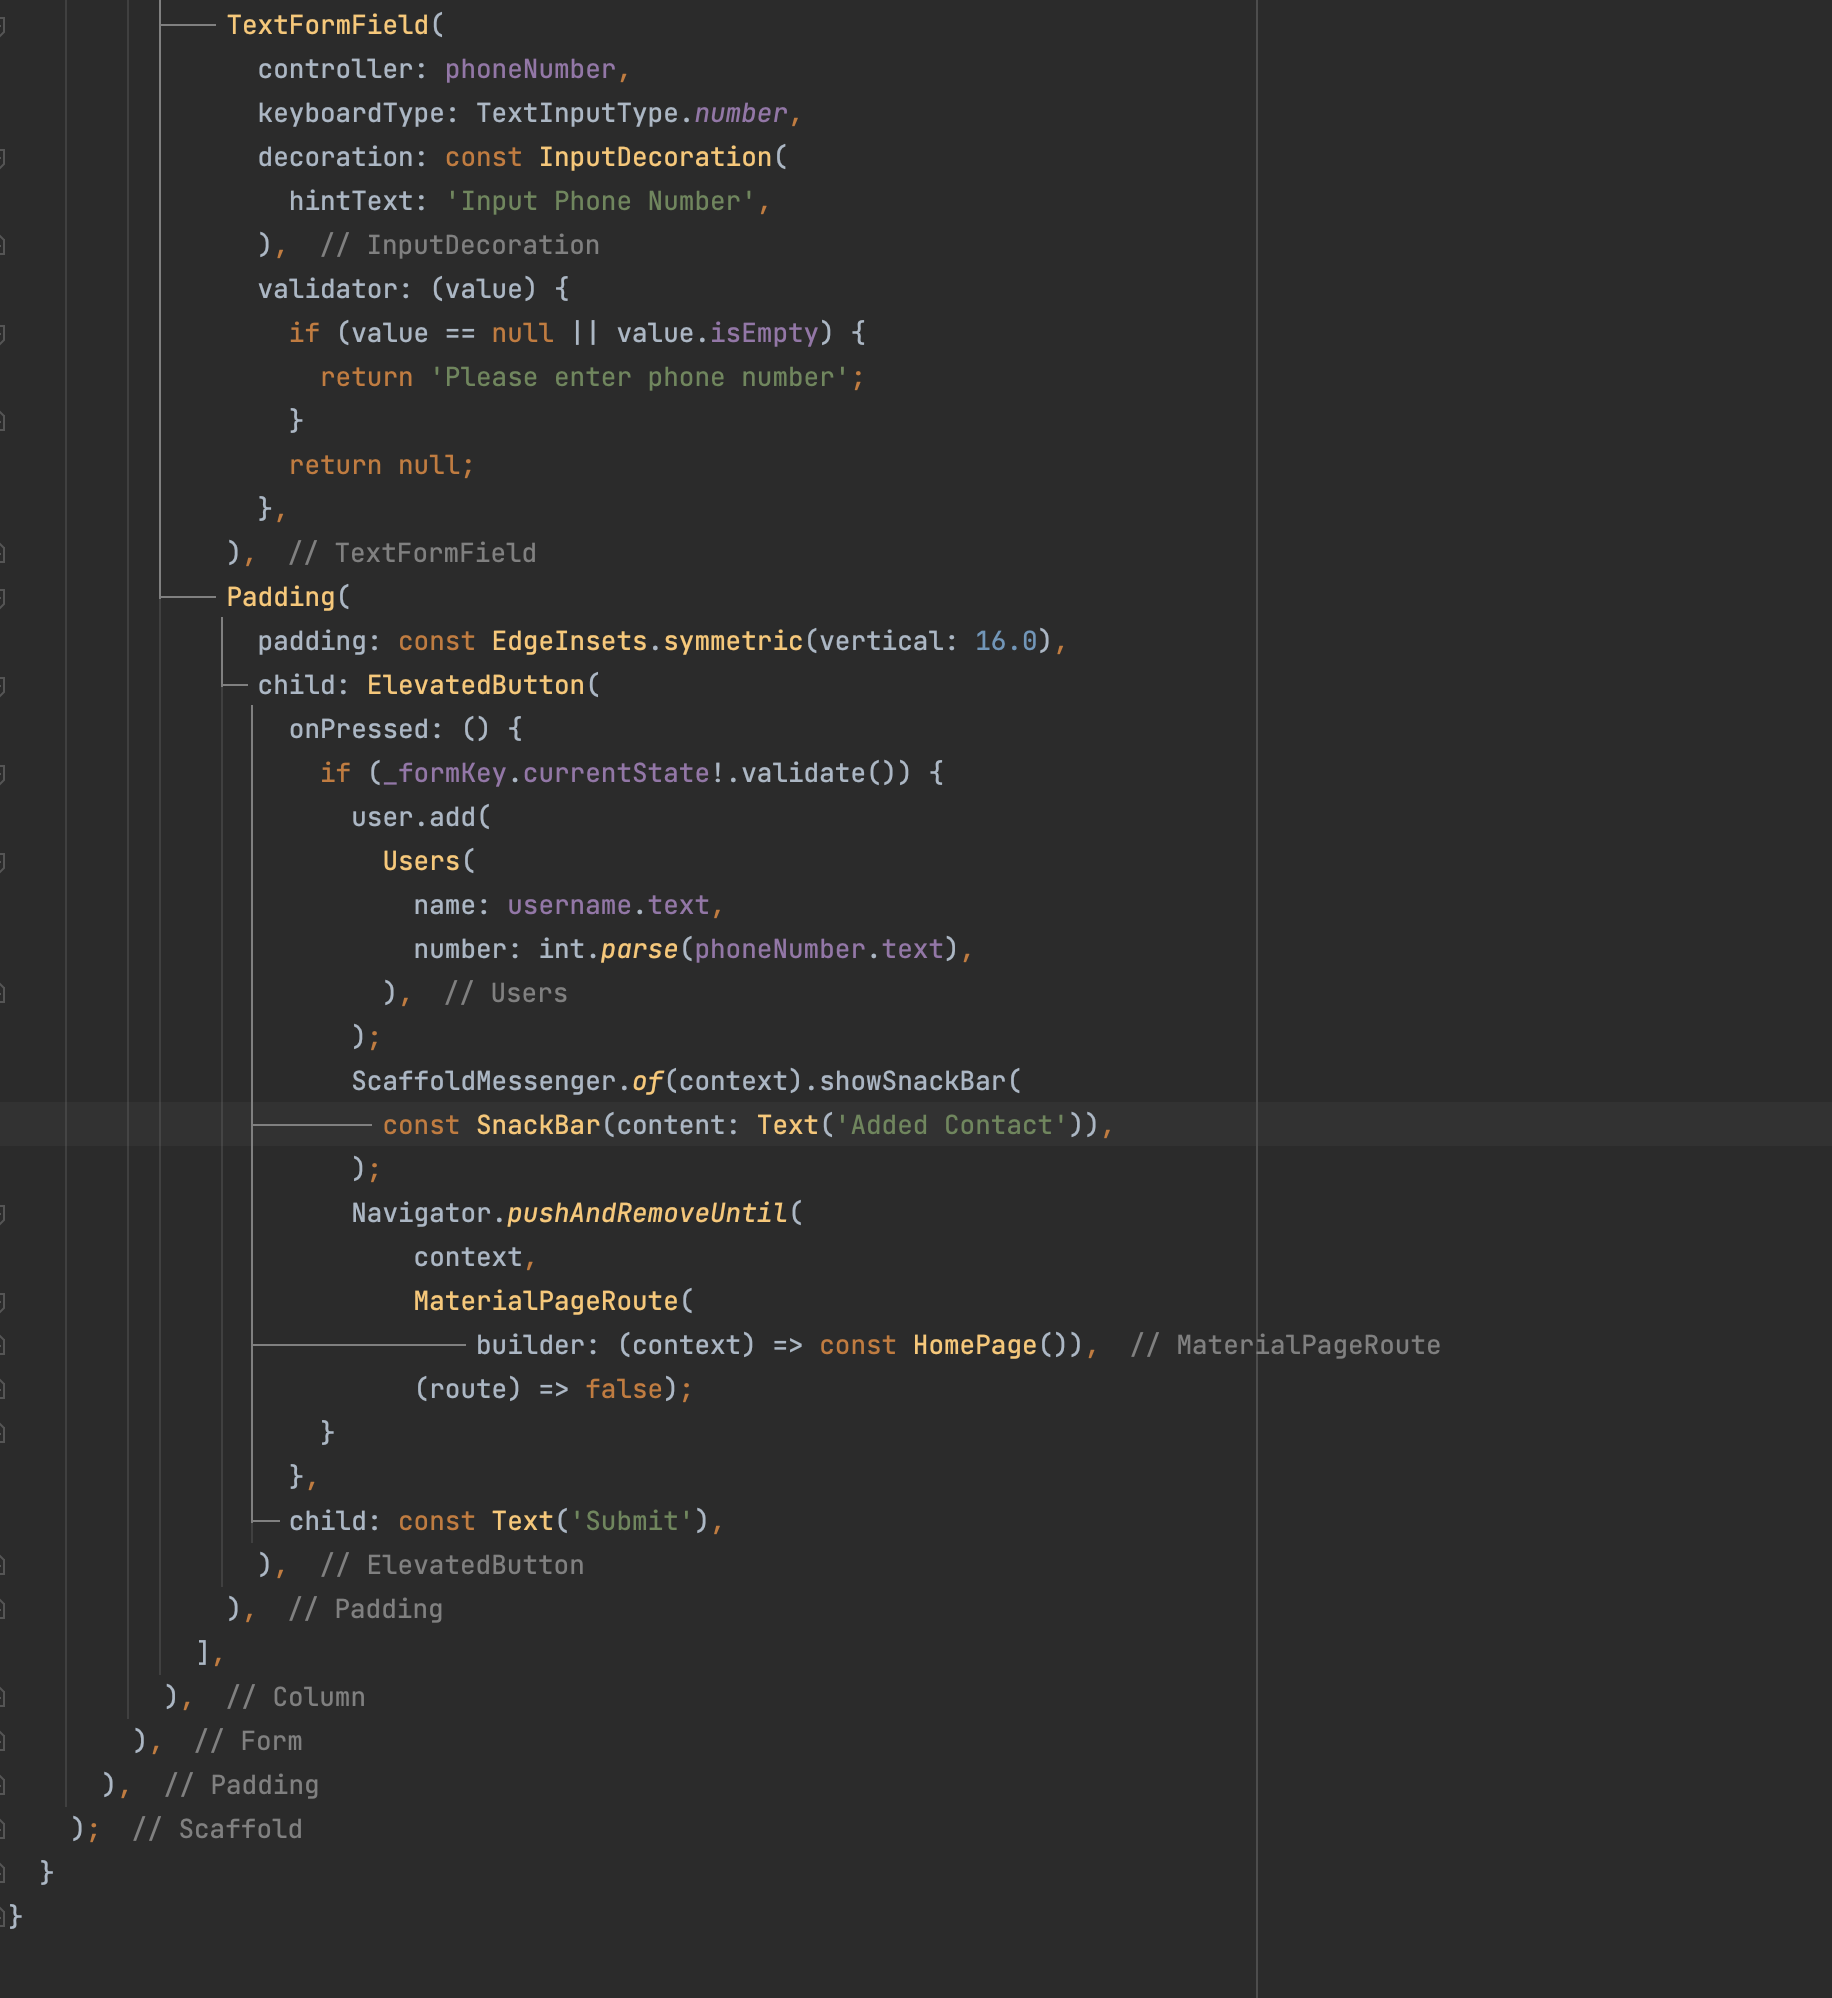 TextFormField(
controller: phoneNumber,
keyboardType: TextInputType.number,
decoration: const InputDecoration(
hintText: 'Input Phone Number',
), // InputDecoration
validator: (value) {
if (value == null || value.isEmpty) {
return 'Please enter phone number';
}
return null;
},
), // TextFormField
Padding(
padding: const EdgeInsets.symmetric(vertical: 16.0),
child: ElevatedButton(
onPressed: () {
if (_formKey.currentState!.validate()) {
user.add(
Users(
name: username.text,
number: int.parse(phoneNumber.text),
), // Users
);
ScaffoldMessenger.of(context).showSnackBar(
const SnackBar(content: Text('Added Contact')),
);
Navigator.pushAndRemoveUntil(
context,
MaterialPageRoute(
builder: (context) => const HomePage()), // MaterialPageRoute
(route) => false);
}
},
child: const Text('Submit'),
), // ElevatedButton
), // Padding
],
), // Column
), // Form
), // Padding
); // Scaffold
}
}